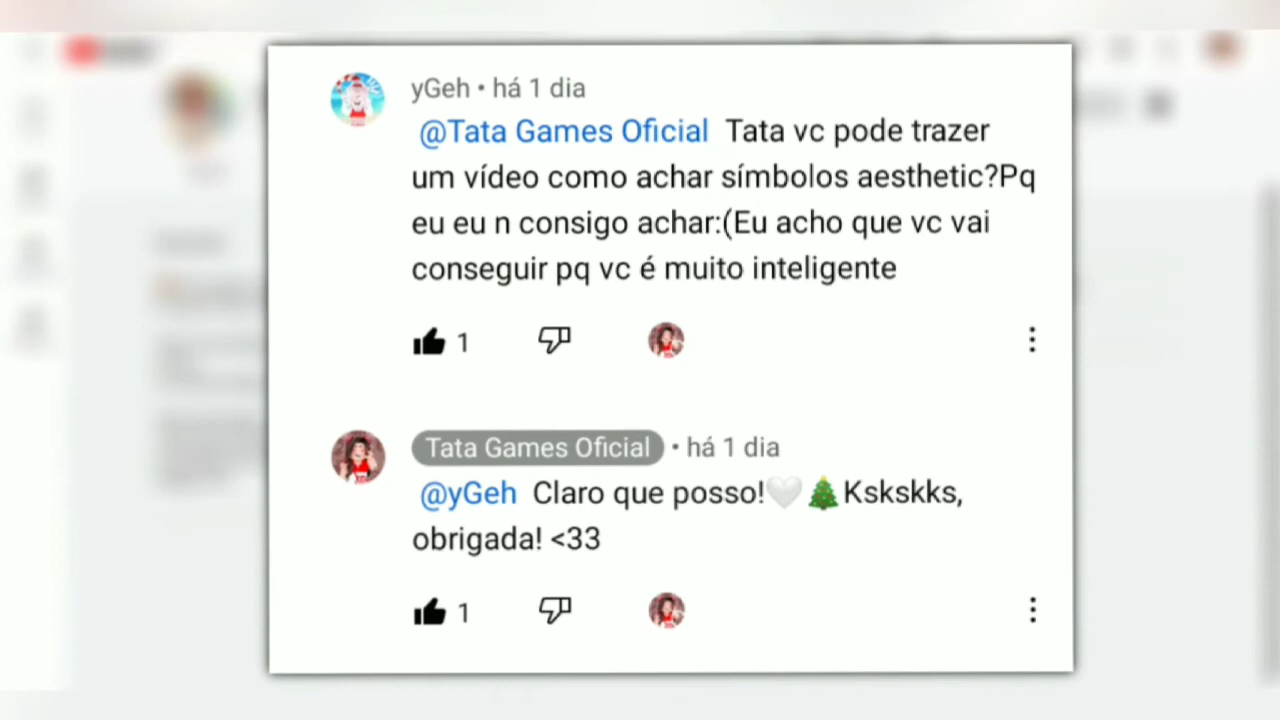 yGeh • há 1 dia
@Tata Games Oficial Tata vc pode trazer
um vídeo como achar símbolos aesthetic?Pq
eu eu n consigo achar:(Eu acho que vc vai
conseguir pq vc é muito inteligente
1
Tata Games Oficial • há 1 dia
@yGeh Claro que posso!🤍🎄Kskskks,
obrigada! <33
1